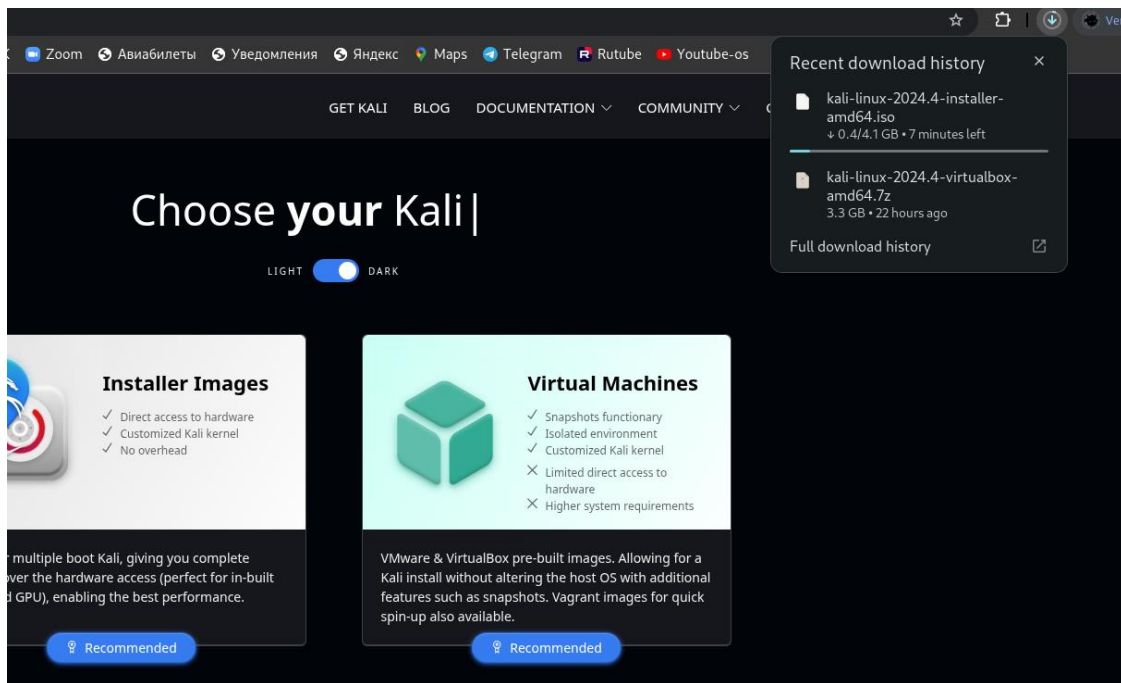 Zoom Авиабилеты Уведомления Яндекс Maps Telegram Rutube Youtube-os
GET KALI BLOG DOCUMENTATION COMMUNITY
Recent download history
kali-linux-2024.4-installer-
amd64.iso
↓ 0.4/4.1 GB • 7 minutes left
kali-linux-2024.4-virtualbox-
amd64.7z
3.3 GB • 22 hours ago
Full download history
Choose your Kali|
LIGHT DARK
Installer Images
✓ Direct access to hardware
✓ Customized Kali kernel
✓ No overhead
multiple boot Kali, giving you complete
over the hardware access (perfect for in-built
GPU), enabling the best performance.
Recommended
Virtual Machines
✓ Snapshots functionary
✓ Isolated environment
✓ Customized Kali kernel
✕ Limited direct access to
hardware
✕ Higher system requirements
VMware & VirtualBox pre-built images. Allowing for a
Kali install without altering the host OS with additional
features such as snapshots. Vagrant images for quick
spin-up also available.
Recommended